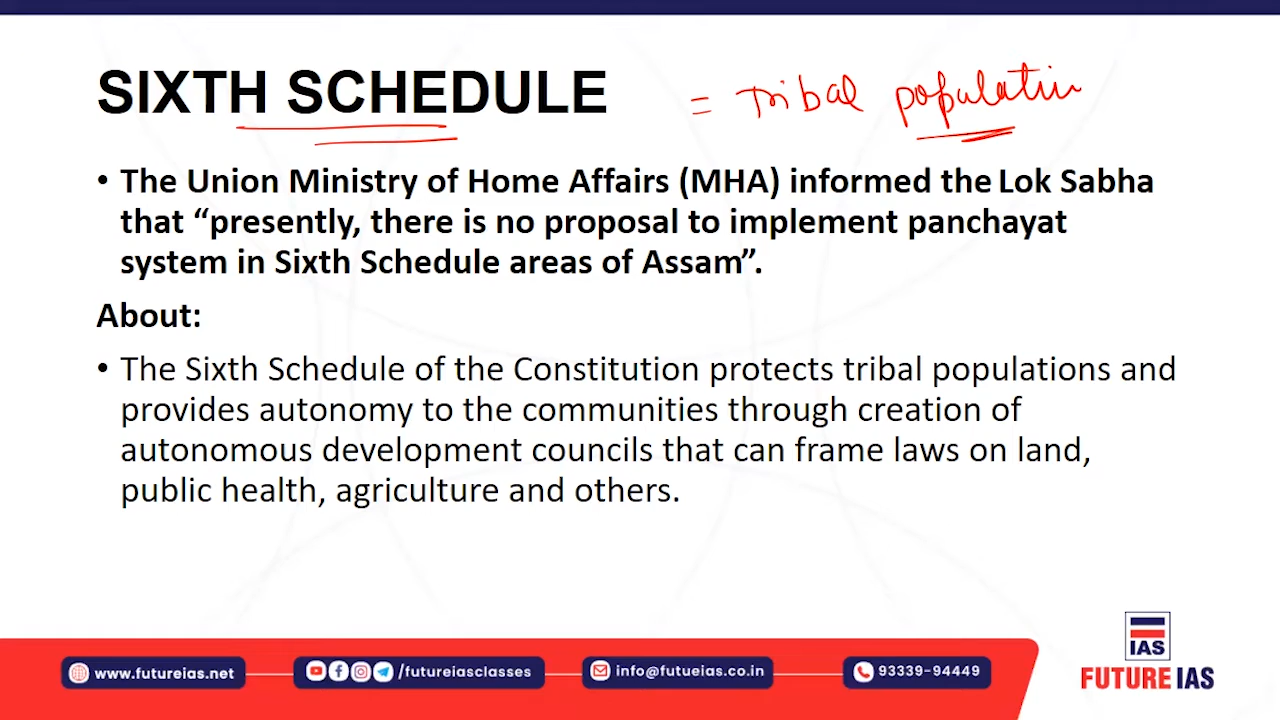 SIXTH SCHEDULE = Tribal population
• The Union Ministry of Home Affairs (MHA) informed the Lok Sabha
that “presently, there is no proposal to implement panchayat
system in Sixth Schedule areas of Assam”.
About:
• The Sixth Schedule of the Constitution protects tribal populations and
provides autonomy to the communities through creation of
autonomous development councils that can frame laws on land,
public health, agriculture and others.
IAS
www.futureias.net /futureiasclasses info@futueias.co.in 93339-94449
FUTURE IAS